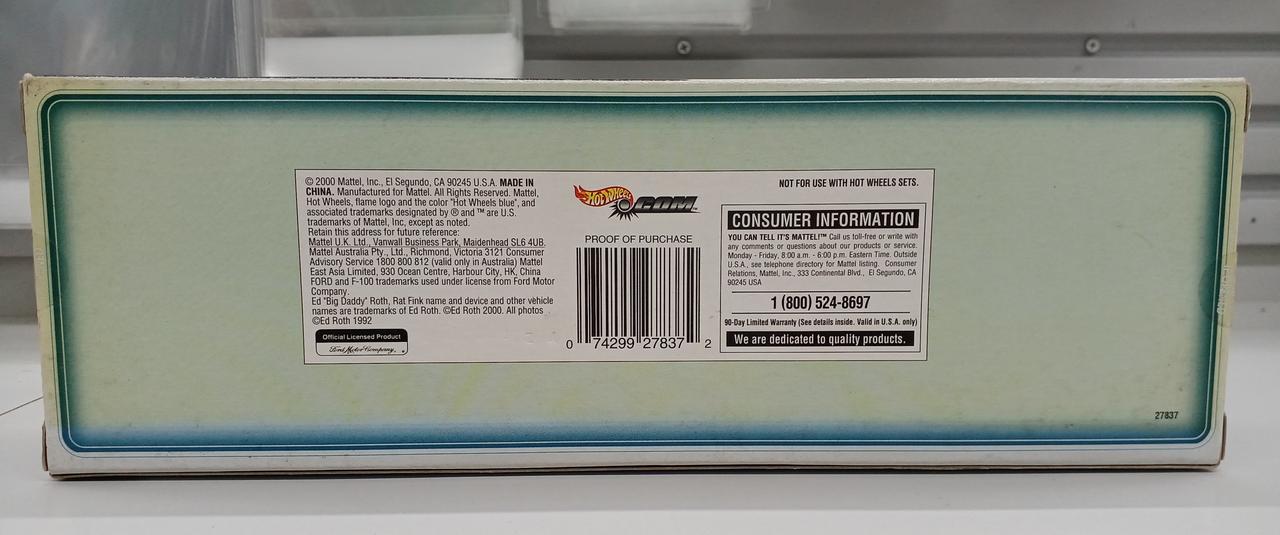 © 2000 Mattel, Inc., El Segundo, CA 90245 U.S.A. MADE IN
CHINA. Manufactured for Mattel. All Rights Reserved. Mattel,
Hot Wheels, flame logo and the color "Hot Wheels blue", and
associated trademarks designated by ® and ™ are U.S.
trademarks of Mattel, Inc, except as noted.
Retain this address for future reference:
Mattel U.K. Ltd., Vanwall Business Park, Maidenhead SL6 4UB.
Mattel Australia Pty., Ltd., Richmond, Victoria 3121 Consumer
Advisory Service 1800 800 812 (valid only in Australia) Mattel
East Asia Limited, 930 Ocean Centre, Harbour City, HK, China
FORD and F-100 trademarks used under license from Ford Motor
Company.
Ed "Big Daddy" Roth, Rat Fink name and device and other vehicle
names are trademarks of Ed Roth. ©Ed Roth 2000. All photos
©Ed Roth 1992
Official Licensed Product
Ford Motor Company.
HOT WHEELS
.COM
PROOF OF PURCHASE
0 74299 27837 2
NOT FOR USE WITH HOT WHEELS SETS.
CONSUMER INFORMATION
YOU CAN TELL IT'S MATTEL!™ Call us toll-free or write with
any comments or questions about our products or service.
Monday - Friday, 8:00 a.m. - 6:00 p.m. Eastern Time. Outside
U.S.A., see telephone directory for Mattel listing. Consumer
Relations, Mattel, Inc., 333 Continental Blvd., El Segundo, CA
90245 USA
1 (800) 524-8697
90-Day Limited Warranty (See details inside. Valid in U.S.A. only)
We are dedicated to quality products.
27837